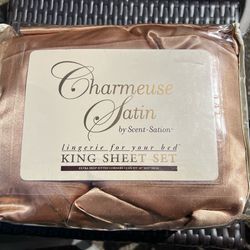 Charmeuse
Satin
by Scent-Sation
lingerie for your bed
KING SHEET SET